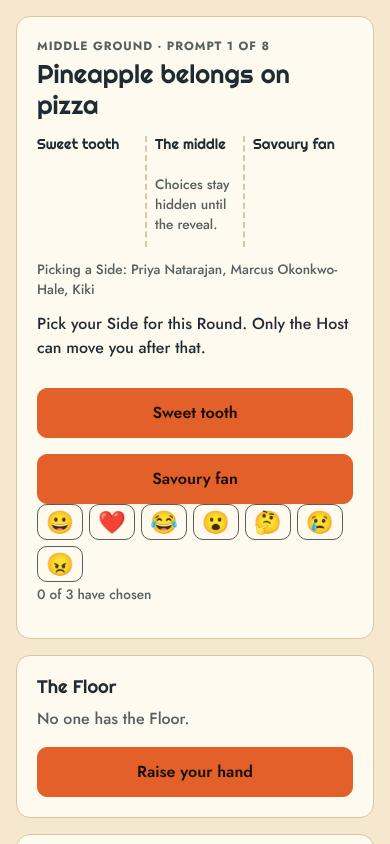 MIDDLE GROUND · PROMPT 1 OF 8
Pineapple belongs on
pizza
Sweet tooth
The middle
Savoury fan
Choices stay
hidden until
the reveal.
Picking a Side: Priya Natarajan, Marcus Okonkwo-
Hale, Kiki
Pick your Side for this Round. Only the Host
can move you after that.
Sweet tooth
Savoury fan
0 of 3 have chosen
The Floor
No one has the Floor.
Raise your hand